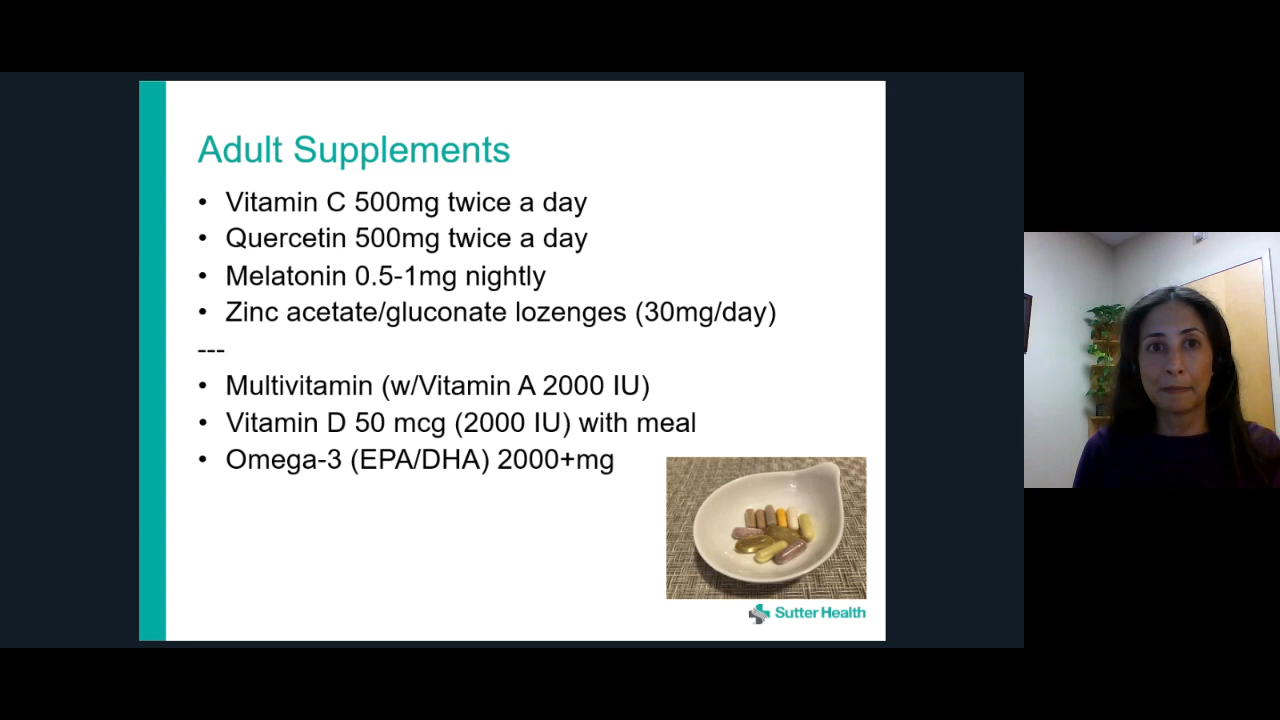 Adult Supplements
• Vitamin C 500mg twice a day
• Quercetin 500mg twice a day
• Melatonin 0.5-1mg nightly
• Zinc acetate/gluconate lozenges (30mg/day)
---
• Multivitamin (w/Vitamin A 2000 IU)
• Vitamin D 50 mcg (2000 IU) with meal
• Omega-3 (EPA/DHA) 2000+mg
Sutter Health